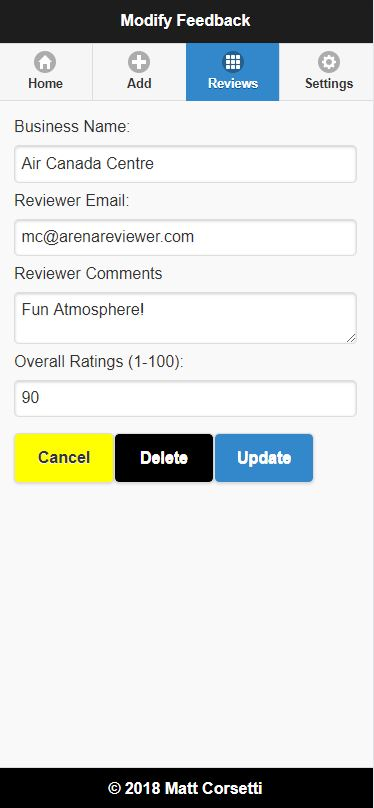 Modify Feedback
Home Add Reviews Settings
Business Name:
Air Canada Centre
Reviewer Email:
mc@arenareviewer.com
Reviewer Comments
Fun Atmosphere!
Overall Ratings (1-100):
90
Cancel Delete Update
© 2018 Matt Corsetti